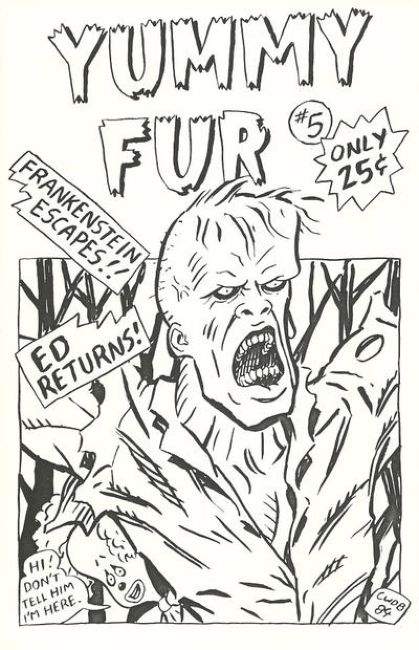 YUMMY
FUR
#5
ONLY
25¢
FRANKENSTEIN
ESCAPES!!
ED
RETURNS!
HI!
DON'T
TELL HIM
I'M HERE.
CWDB
84